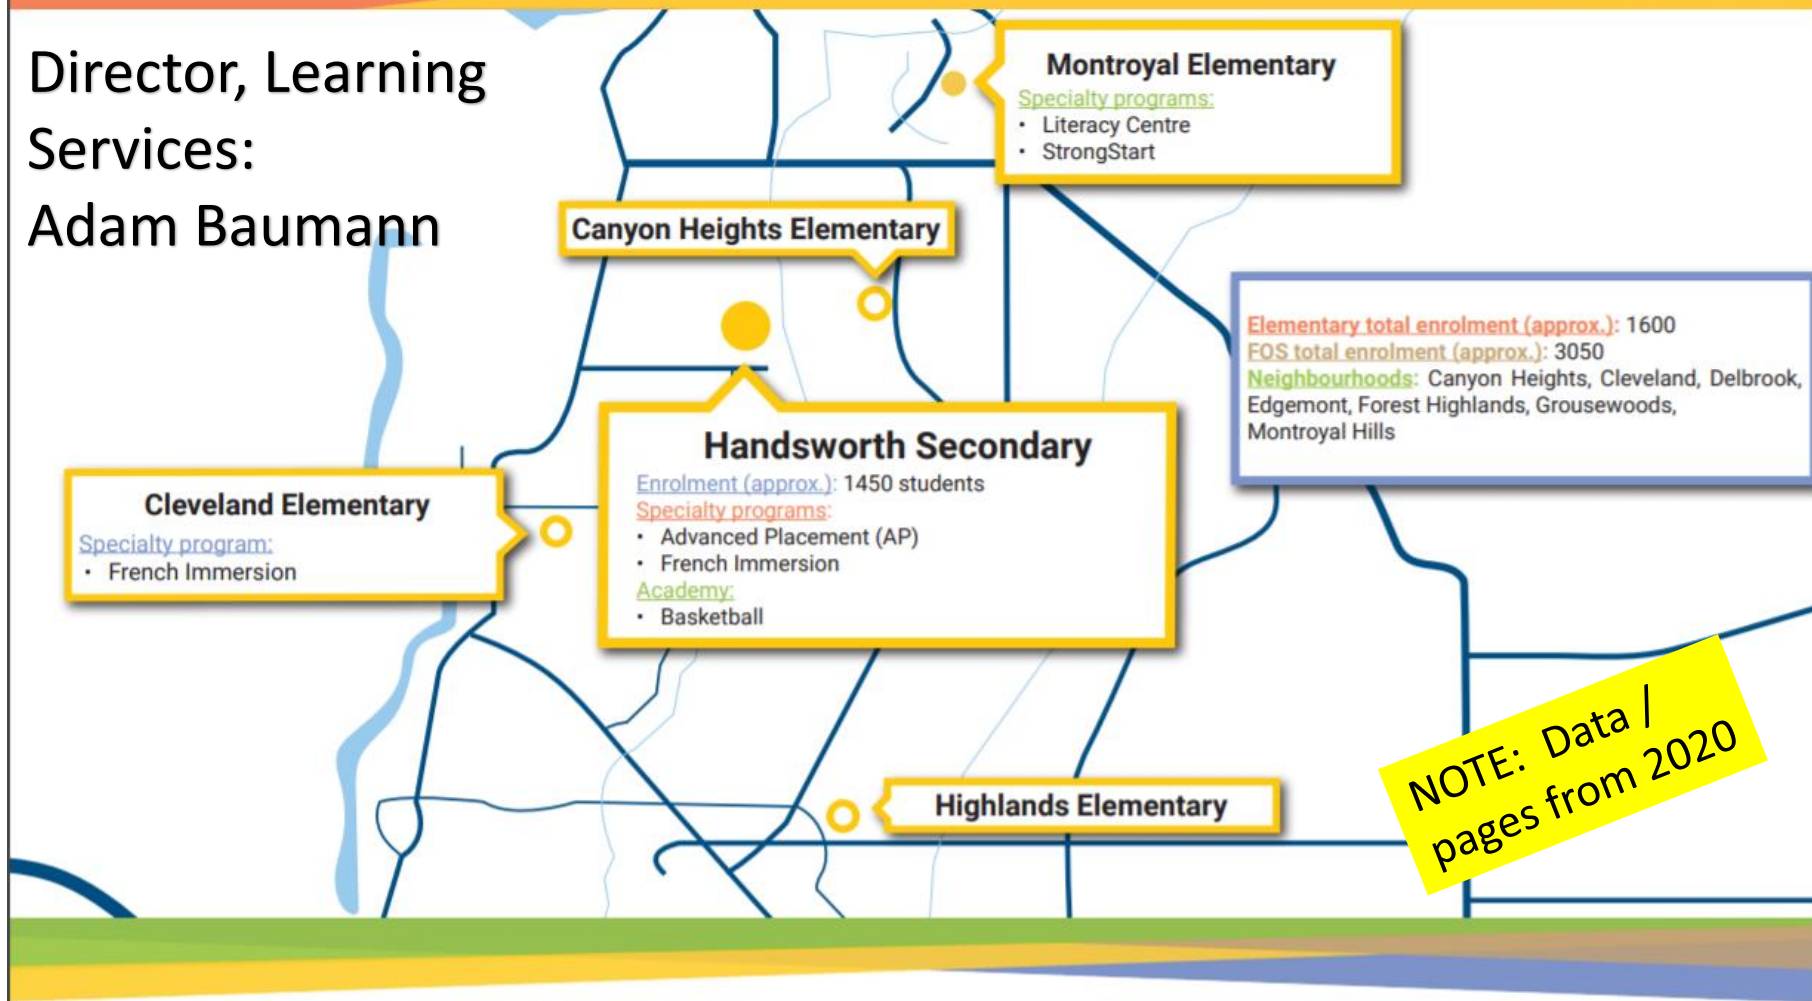 Director, Learning
Services:
Adam Baumann
Montroyal Elementary
Specialty programs:
• Literacy Centre
• StrongStart
Canyon Heights Elementary
Elementary total enrolment (approx.): 1600
FOS total enrolment (approx.): 3050
Neighbourhoods: Canyon Heights, Cleveland, Delbrook,
Edgemont, Forest Highlands, Grousewoods,
Montroyal Hills
Handsworth Secondary
Enrolment (approx.): 1450 students
Specialty programs:
• Advanced Placement (AP)
• French Immersion
Academy:
• Basketball
Cleveland Elementary
Specialty program:
• French Immersion
Highlands Elementary
NOTE: Data /
pages from 2020